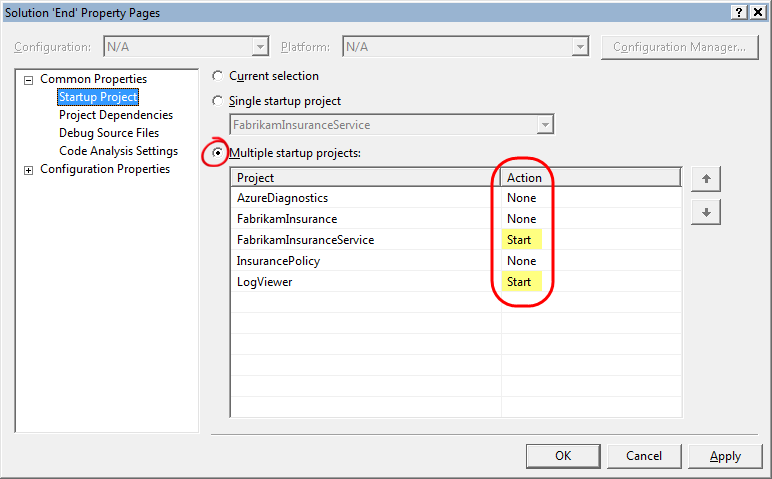 Solution 'End' Property Pages
Configuration: N/A Platform: N/A Configuration Manager...
Common Properties
Startup Project
Project Dependencies
Debug Source Files
Code Analysis Settings
Configuration Properties
Current selection
Single startup project
FabrikamInsuranceService
Multiple startup projects:
Project Action
AzureDiagnostics None
FabrikamInsurance None
FabrikamInsuranceService Start
InsurancePolicy None
LogViewer Start
OK Cancel Apply